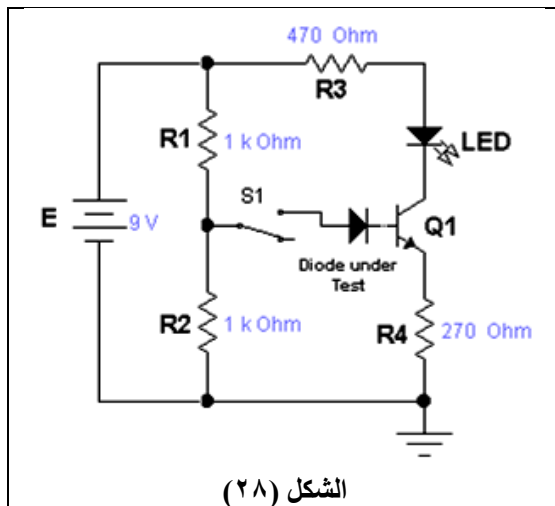 470 Ohm
R3
R1
1 k Ohm
LED
S1
E
9 V
Q1
Diode under
Test
R2
1 k Ohm
R4
270 Ohm
الشكل (٢٨)